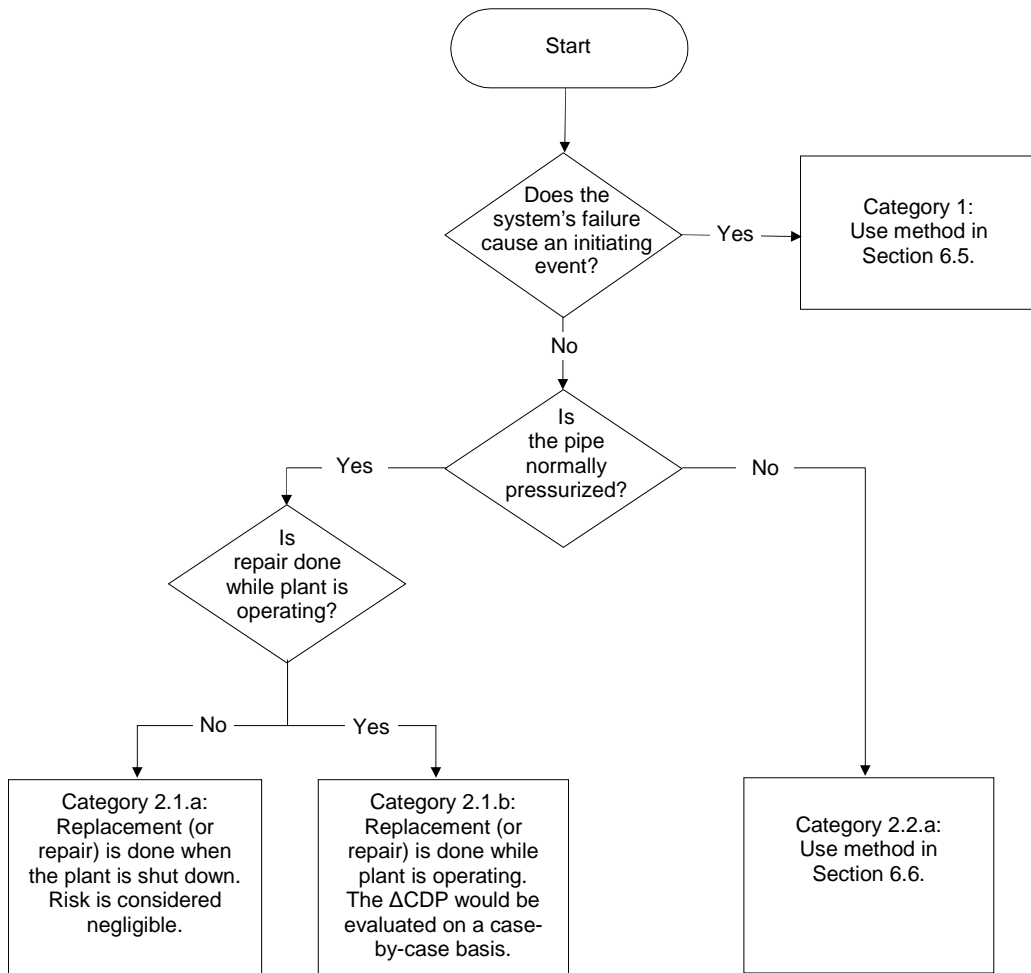 Start
Does the
system's failure
cause an initiating
event?
Yes
Category 1:
Use method in
Section 6.5.
No
Is
the pipe
normally
pressurized?
Yes
No
Is
repair done
while plant is
operating?
No
Yes
Category 2.1.a:
Replacement (or
repair) is done when
the plant is shut down.
Risk is considered
negligible.
Category 2.1.b:
Replacement (or
repair) is done while
plant is operating.
The ΔCDP would be
evaluated on a case-
by-case basis.
Category 2.2.a:
Use method in
Section 6.6.